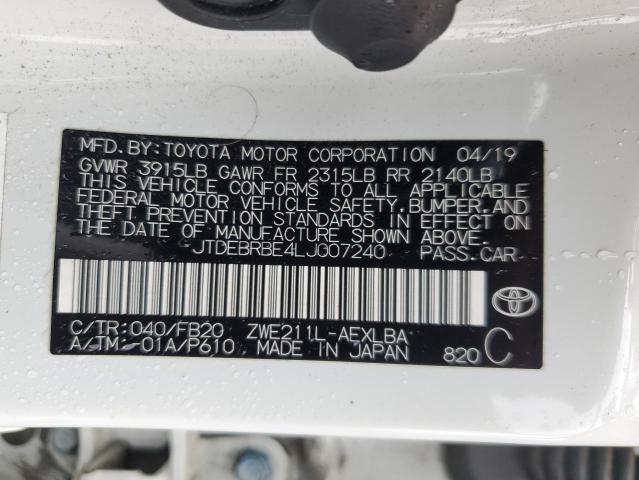 MFD.BY:TOYOTA MOTOR CORPORATION 04/19
GVWR 3915LB GAWR FR 2315LB RR 2140LB
THIS VEHICLE CONFORMS TO ALL APPLICABLE
FEDERAL MOTOR VEHICLE SAFETY,BUMPER,AND
THEFT PREVENTION STANDARDS IN EFFECT ON
THE DATE OF MANUFACTURE SHOWN ABOVE.
JTDEBRBE4LJ007240 PASS.CAR
C/TR:040/FB20 ZWE211L-AEXLBA
A/TM:-01A/P610 MADE IN JAPAN 820 C